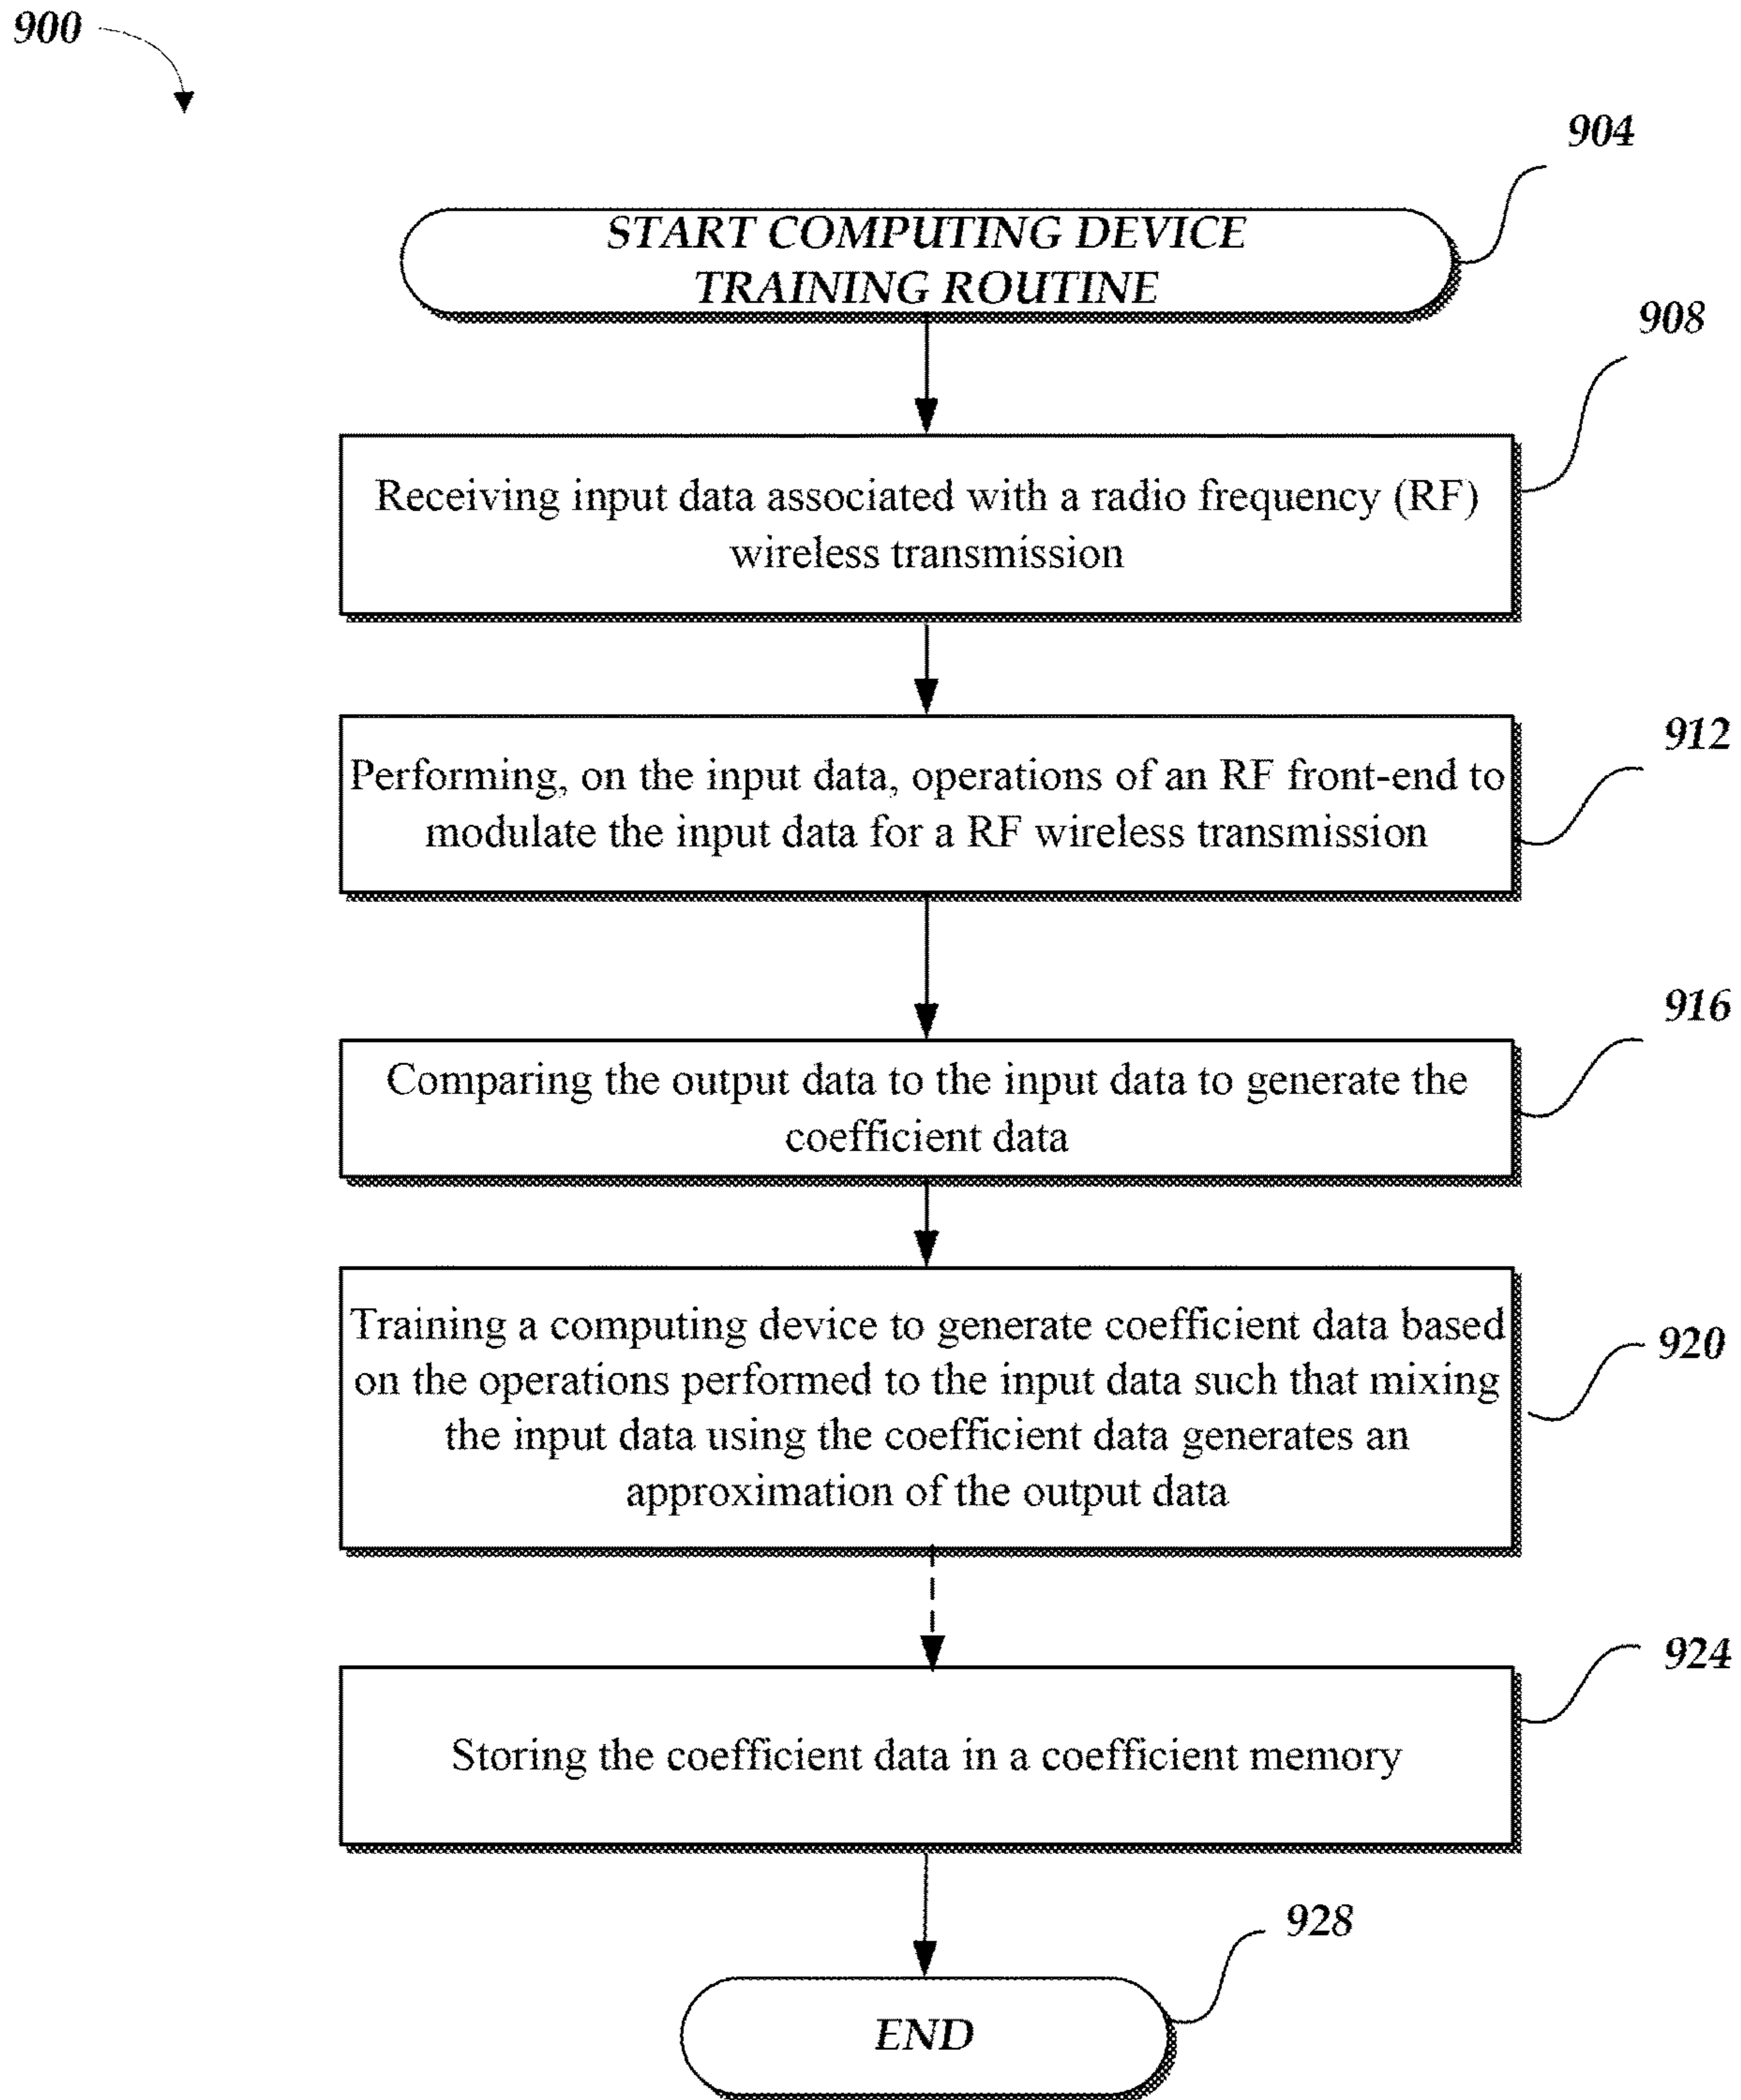 900
904
START COMPUTING DEVICE
TRAINING ROUTINE
908
Receiving input data associated with a radio frequency (RF)
wireless transmission
912
Performing, on the input data, operations of an RF front-end to
modulate the input data for a RF wireless transmission
916
Comparing the output data to the input data to generate the
coefficient data
920
Training a computing device to generate coefficient data based
on the operations performed to the input data such that mixing
the input data using the coefficient data generates an
approximation of the output data
924
Storing the coefficient data in a coefficient memory
928
END